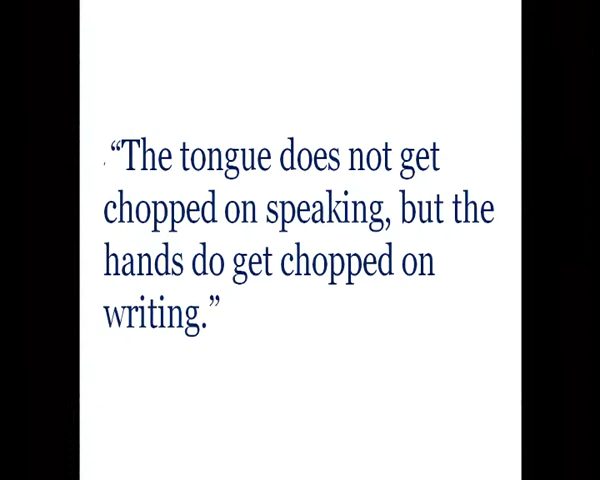 “The tongue does not get
chopped on speaking, but the
hands do get chopped on
writing.”